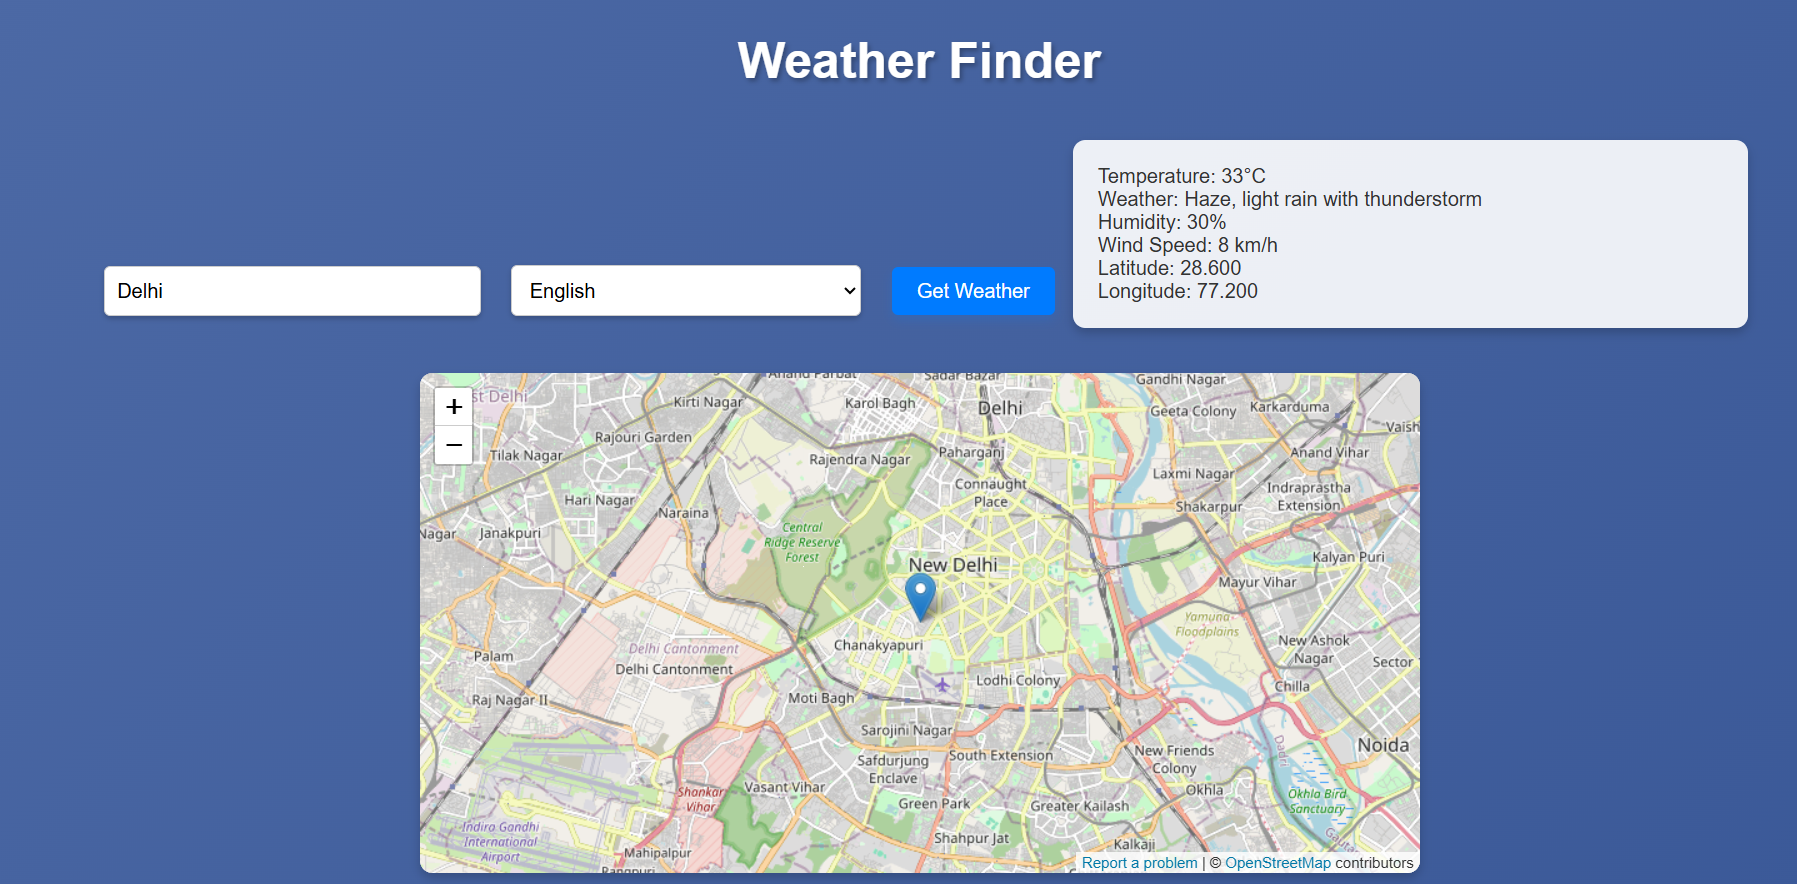 Weather Finder
Temperature: 33°C
Weather: Haze, light rain with thunderstorm
Humidity: 30%
Wind Speed: 8 km/h
Latitude: 28.600
Longitude: 77.200
Delhi
English
Get Weather
+
−
st Delhi
Kirti Nagar
Anand Parbat
Karol Bagh
Sadar Bazar
Delhi
Gandhi Nagar
Geeta Colony
Karkarduma
Vaish
Rajouri Garden
Tilak Nagar
Rajendra Nagar
Paharganj
Anand Vihar
Laxmi Nagar
Connaught
Place
Indraprastha
Extension
Hari Nagar
Naraina
Shakarpur
Nagar
Janakpuri
Central
Ridge Reserve
Forest
New Delhi
Kalyan Puri
Mayur Vihar
Yamuna
Floodplains
Chanakyapuri
New Ashok
Nagar
Sector
Palam
Delhi Cantonment
Delhi Cantonment
Raj Nagar II
Moti Bagh
Lodhi Colony
Chilla
Sarojini Nagar
South Extension
New Friends
Colony
Noida
Dadri
Safdurjung
Enclave
Vasant Vihar
Shankar
Vihar
Green Park
Greater Kailash
Okhla
Okhla Bird
Sanctuary
Indira Gandhi
International
Airport
Mahipalpur
Shahpur Jat
Kalkaji
Gauta
Rangpuri
Report a problem | © OpenStreetMap contributors